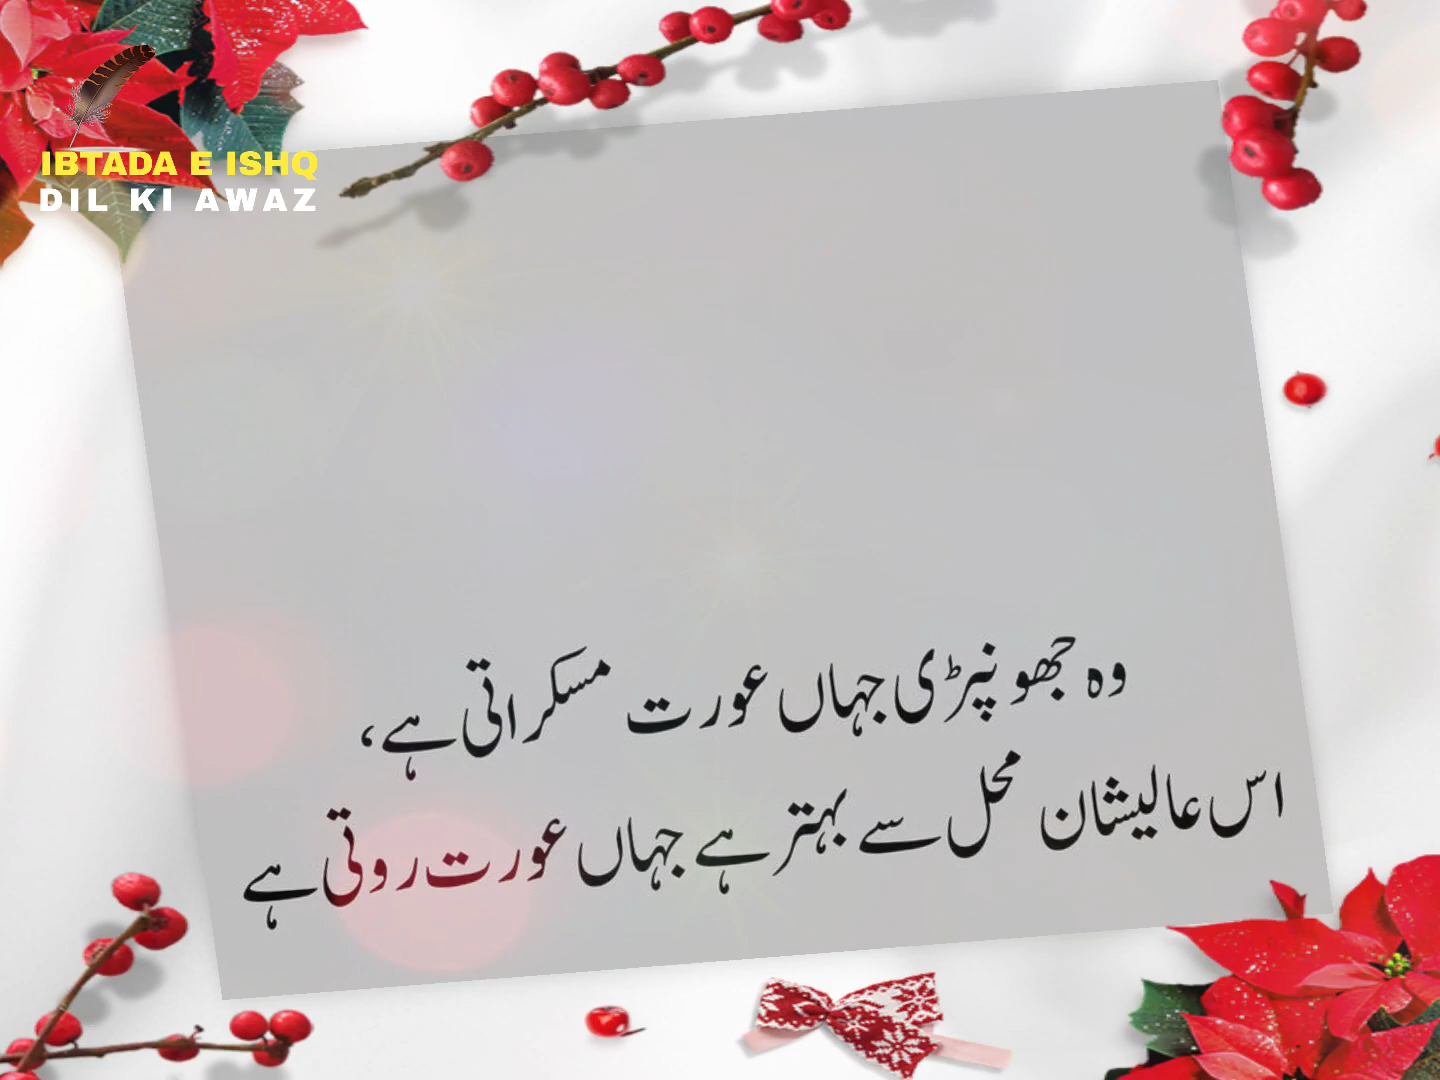 IBTADA E ISHQ
DIL KI AWAZ
وہ جھونپڑی جہاں عورت مسکراتی ہے،
اس عالیشان محل سے بہتر ہے جہاں عورت روتی ہے